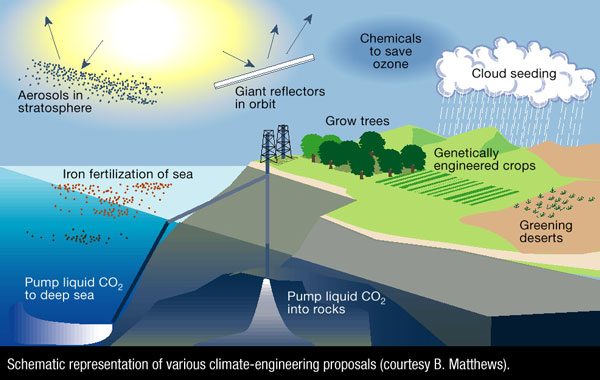 Chemicals
to save
ozone
Cloud seeding
Aerosols in
stratosphere
Giant reflectors
in orbit
Grow trees
Genetically
engineered crops
Iron fertilization of sea
Greening
deserts
Pump liquid CO₂
to deep sea
Pump liquid CO₂
into rocks
Schematic representation of various climate-engineering proposals (courtesy B. Matthews).